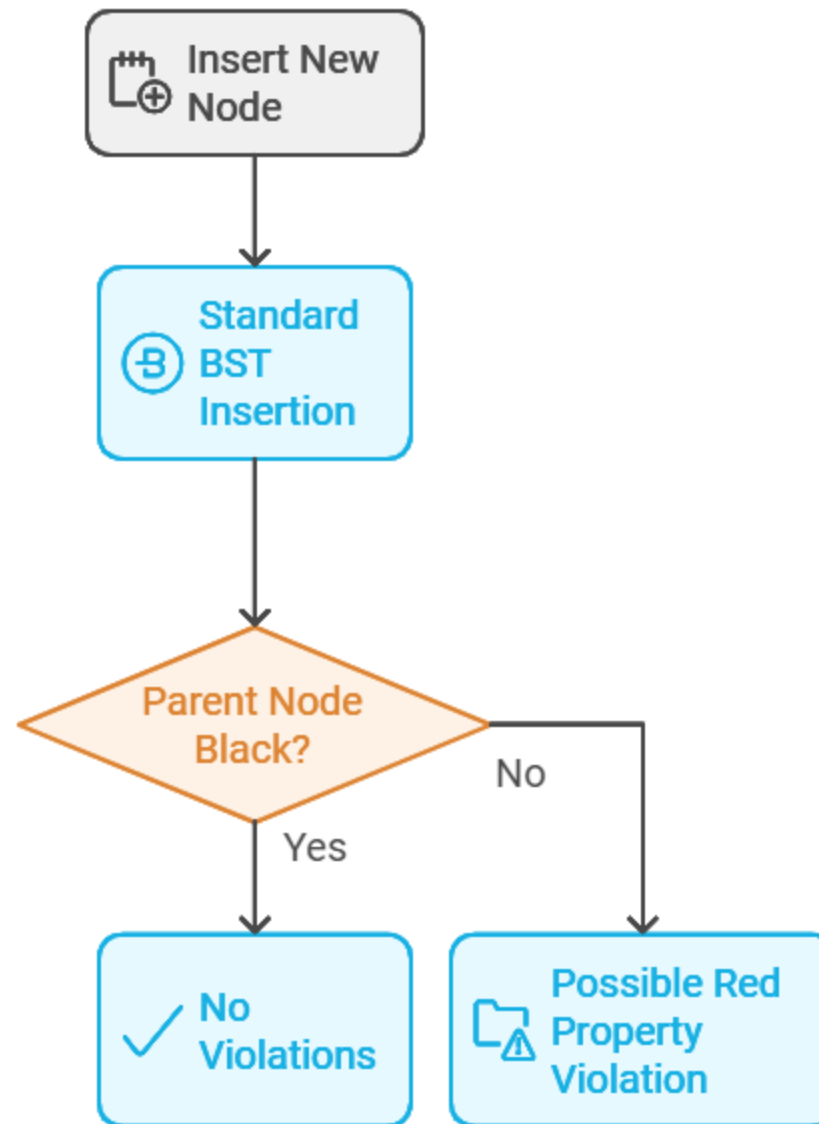 Insert New
Node
Standard
BST
Insertion
Parent Node
Black?
No
Yes
No
Violations
Possible Red
Property
Violation